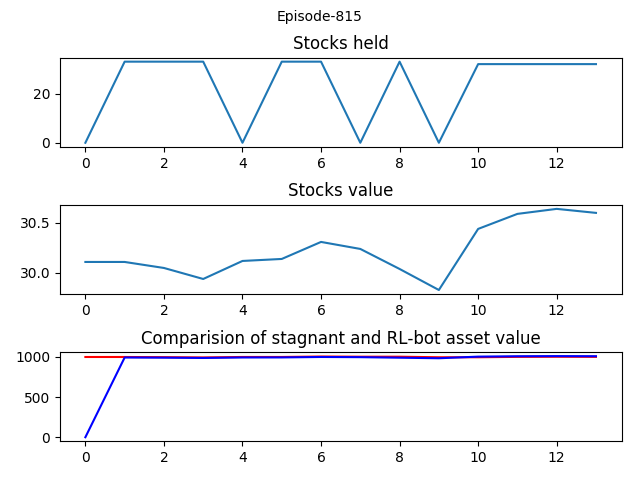 Episode-815
Stocks held
20
0
0 2 4 6 8 10 12
Stocks value
30.5
30.0
0 2 4 6 8 10 12
Comparision of stagnant and RL-bot asset value
1000
500
0
0 2 4 6 8 10 12